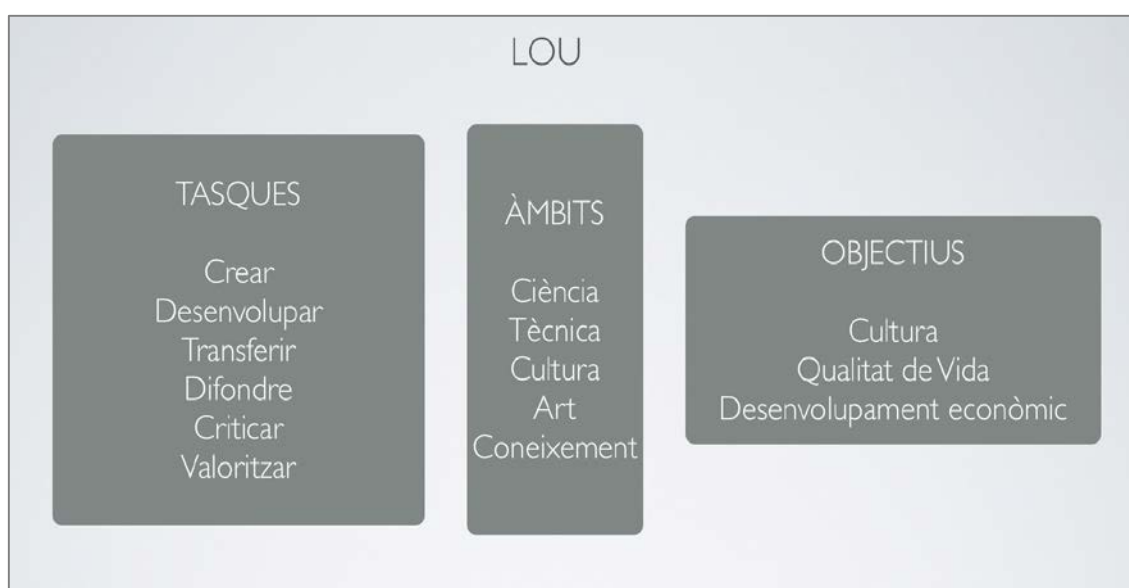 LOU
TASQUES
Crear
Desenvolupar
Transferir
Difondre
Criticar
Valoritzar
ÀMBITS
Ciència
Tècnica
Cultura
Art
Coneixement
OBJECTIUS
Cultura
Qualitat de Vida
Desenvolupament econòmic